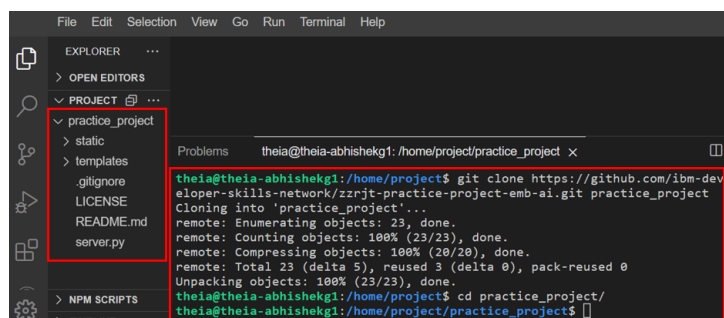 File Edit Selection View Go Run Terminal Help
EXPLORER ...
> OPEN EDITORS
PROJECT ...
practice_project
> static
> templates
.gitignore
LICENSE
README.md
server.py
> NPM SCRIPTS
Problems theia@theia-abhishekg1: /home/project/practice_project ×
theia@theia-abhishekg1:/home/project$ git clone https://github.com/ibm-dev
eloper-skills-network/zzrjt-practice-project-emb-ai.git practice_project
Cloning into 'practice_project'...
remote: Enumerating objects: 23, done.
remote: Counting objects: 100% (23/23), done.
remote: Compressing objects: 100% (20/20), done.
remote: Total 23 (delta 5), reused 3 (delta 0), pack-reused 0
Unpacking objects: 100% (23/23), done.
theia@theia-abhishekg1:/home/project$ cd practice_project/
theia@theia-abhishekg1:/home/project/practice_project$